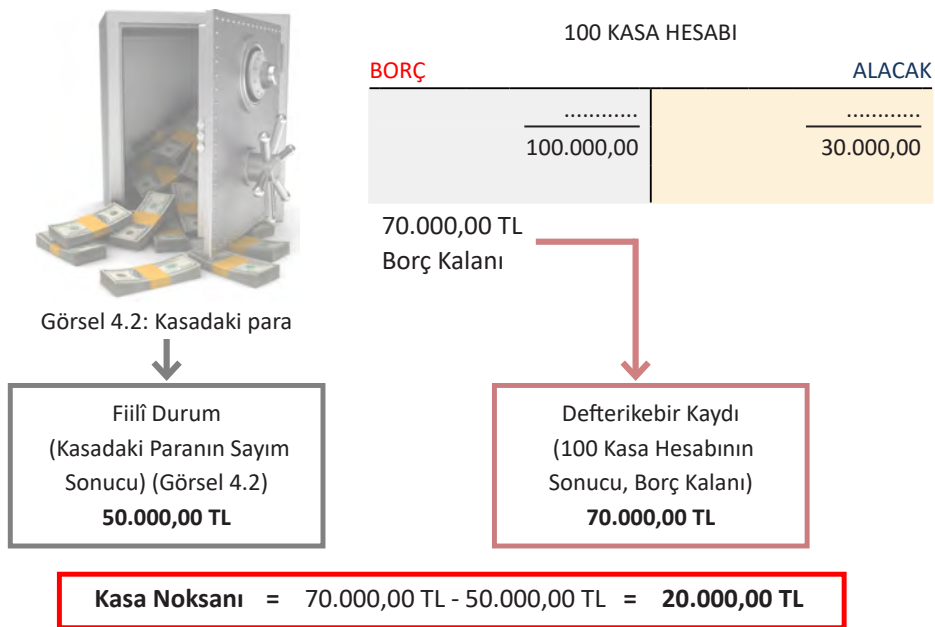 100 KASA HESABI
BORÇ ALACAK
............ ............
100.000,00 30.000,00
70.000,00 TL
Borç Kalanı
Görsel 4.2: Kasadaki para
Fiilî Durum
(Kasadaki Paranın Sayım
Sonucu) (Görsel 4.2)
50.000,00 TL
Defterikebir Kaydı
(100 Kasa Hesabının
Sonucu, Borç Kalanı)
70.000,00 TL
Kasa Noksanı = 70.000,00 TL - 50.000,00 TL = 20.000,00 TL